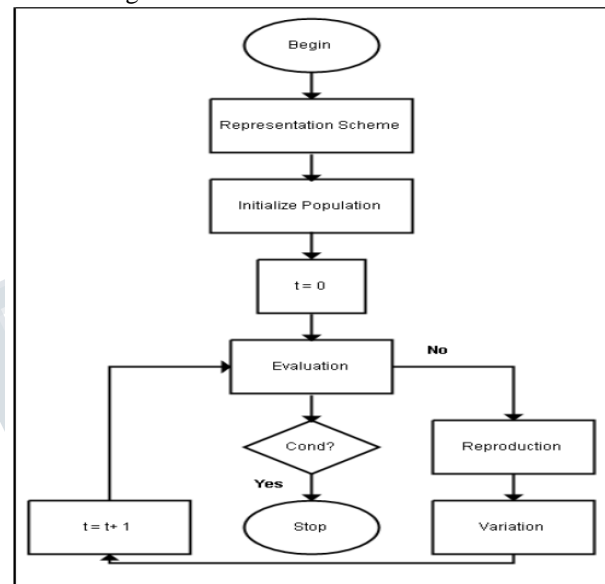 Begin
Representation Scheme
Initialize Population
t = 0
Evaluation
No
Cond?
Reproduction
Yes
t = t+ 1
Stop
Variation